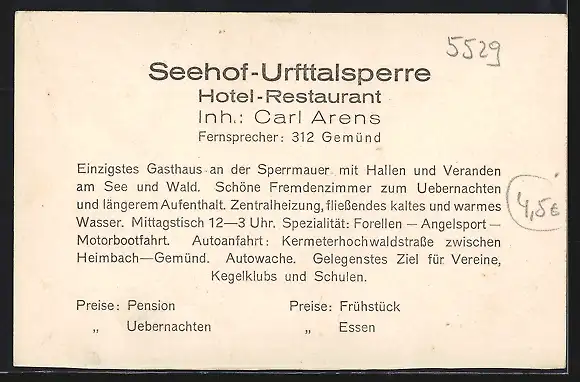 5529
Seehof-Urfttalsperre
Hotel-Restaurant
Inh.: Carl Arens
Fernsprecher: 312 Gemünd
Einzigstes Gasthaus an der Sperrmauer mit Hallen und Veranden
am See und Wald. Schöne Fremdenzimmer zum Uebernachten
und längerem Aufenthalt. Zentralheizung, fließendes kaltes und warmes
Wasser. Mittagstisch 12—3 Uhr. Spezialität: Forellen — Angelsport —
Motorbootfahrt. Autoanfahrt: Kermeterhochwaldstraße zwischen
Heimbach—Gemünd. Autowache. Gelegenstes Ziel für Vereine,
Kegelklubs und Schulen.
4,5€
Preise: Pension Preise: Frühstück
„ Uebernachten „ Essen